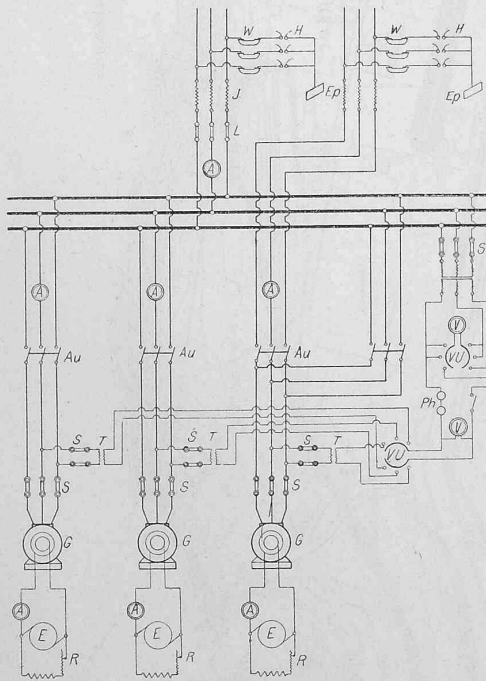 W H W H
J Ep Ep
L
A
S
A A A V
VU
Au Au Au
Ph
V
S T S T S T VU
S S S
G G G
A A A
E E E
R R R